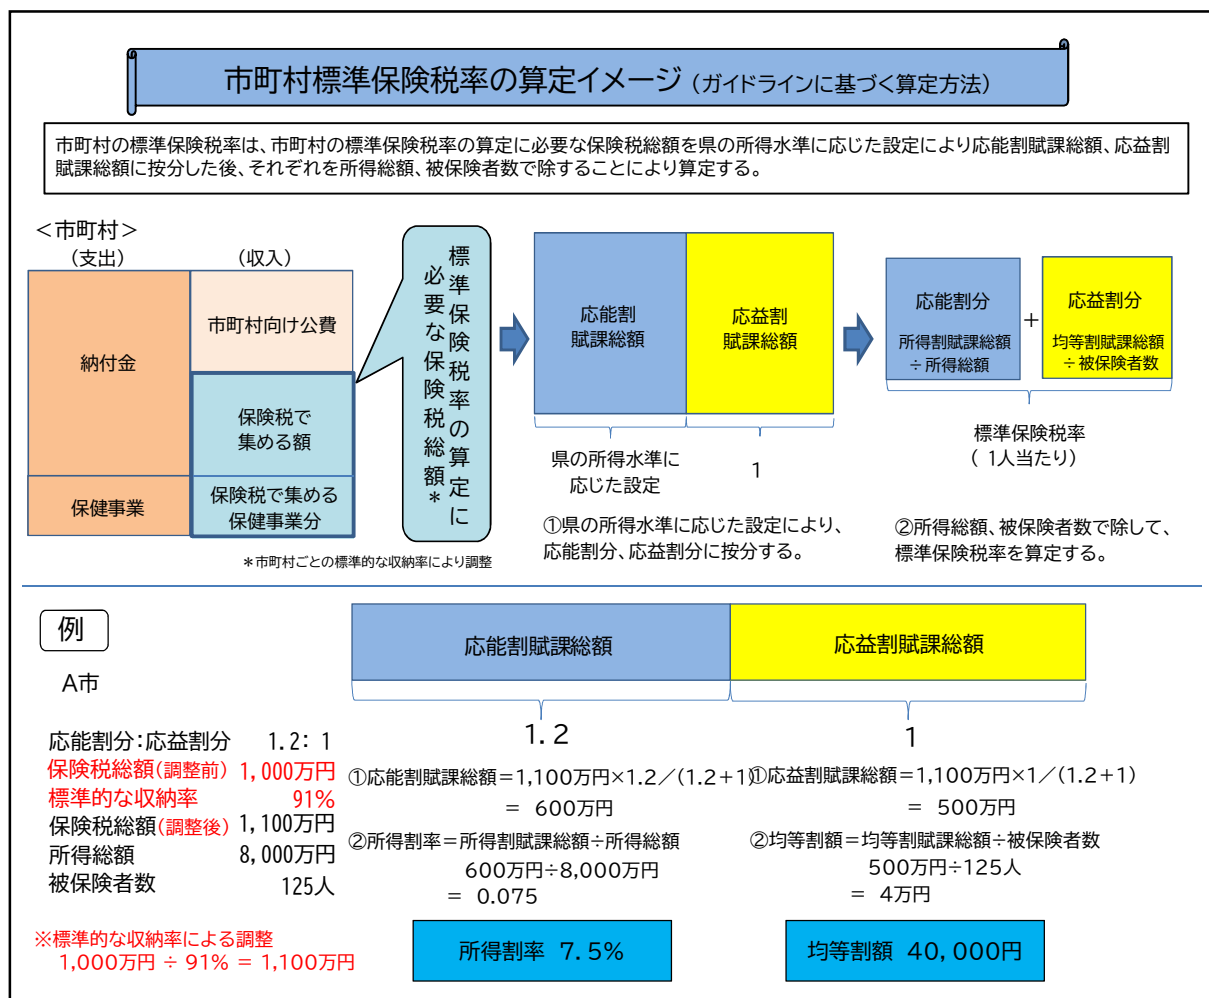 市町村標準保険税率の算定イメージ（ガイドラインに基づく算定方法）
市町村の標準保険税率は、市町村の標準保険税率の算定に必要な保険税総額を県の所得水準に応じた設定により応能割賦課総額、応益割
賦課総額に按分した後、それぞれを所得総額、被保険者数で除することにより算定する。
＜市町村＞
（支出）
（収入）
納付金
保健事業
市町村向け公費
保険税で
集める額
保険税で集める
保健事業分
標準保険税率の算定に
必要な保険税総額＊
＊市町村ごとの標準的な収納率により調整
応能割
賦課総額
応益割
賦課総額
県の所得水準に
応じた設定
1
①県の所得水準に応じた設定により、
応能割分、応益割分に按分する。
応能割分
所得割賦課総額
÷所得総額
＋
応益割分
均等割賦課総額
÷被保険者数
標準保険税率
（ 1人当たり）
②所得総額、被保険者数で除して、
標準保険税率を算定する。
例
A市
応能割分：応益割分 1.2：1
保険税総額(調整前) 1,000万円
標準的な収納率 91%
保険税総額(調整後) 1,100万円
所得総額 8,000万円
被保険者数 125人
※標準的な収納率による調整
1,000万円 ÷ 91% = 1,100万円
応能割賦課総額
応益割賦課総額
1.2
1
①応能割賦課総額＝1,100万円×1.2／(1.2+1)
＝ 600万円
②所得割率＝所得割賦課総額÷所得総額
600万円÷8,000万円
＝ 0.075
所得割率 7.5%
①応益割賦課総額＝1,100万円×1／(1.2+1)
＝ 500万円
②均等割額＝均等割賦課総額÷被保険者数
500万円÷125人
＝ 4万円
均等割額 40,000円